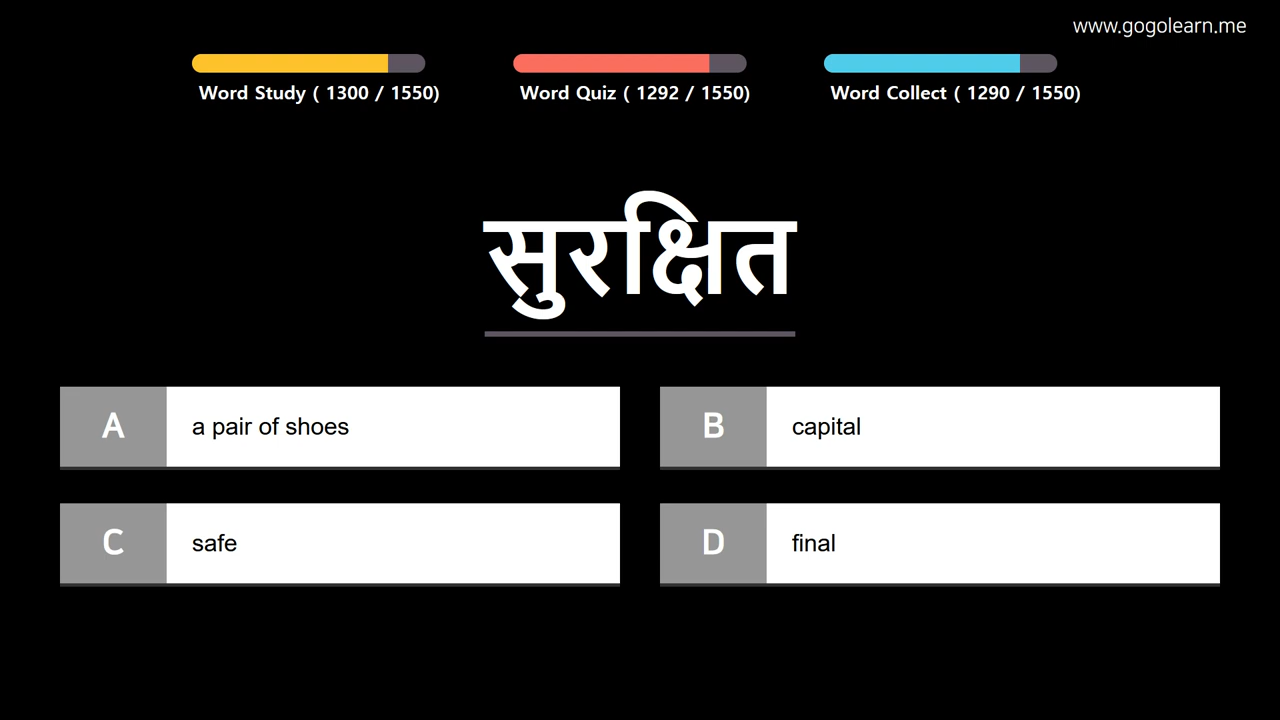 www.gogolearn.me
Word Study ( 1300 / 1550)
Word Quiz ( 1292 / 1550)
Word Collect ( 1290 / 1550)
सुरक्षित
A a pair of shoes
B capital
C safe
D final